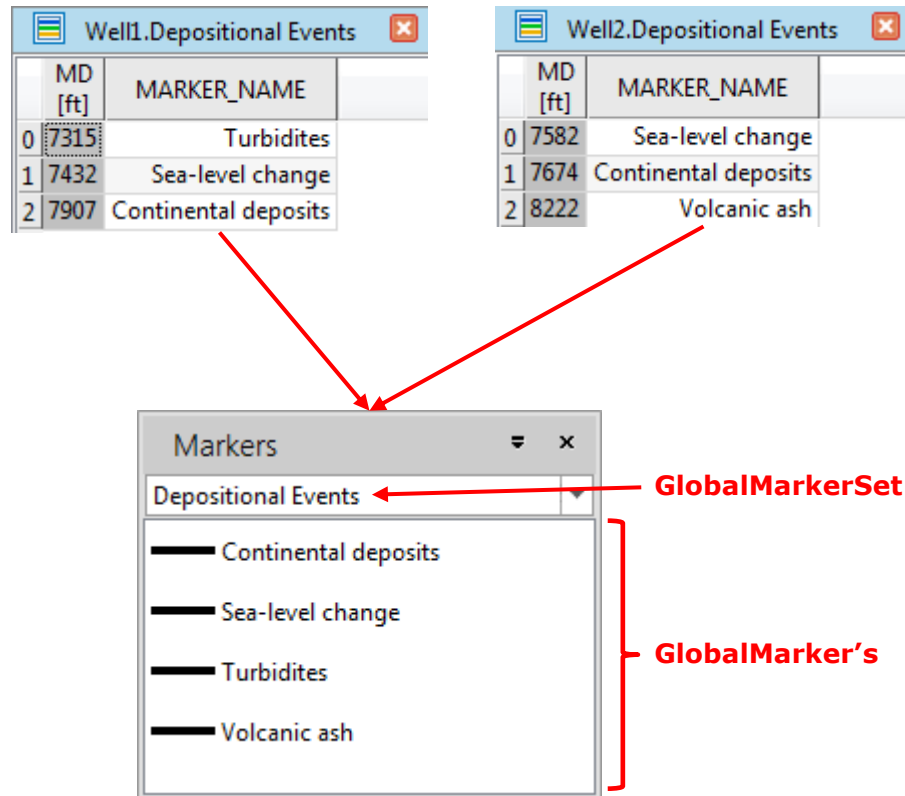 Well1.Depositional Events
MD
[ft]
MARKER_NAME
0 7315 Turbidites
1 7432 Sea-level change
2 7907 Continental deposits
Well2.Depositional Events
MD
[ft]
MARKER_NAME
0 7582 Sea-level change
1 7674 Continental deposits
2 8222 Volcanic ash
Markers
Depositional Events
GlobalMarkerSet
Continental deposits
Sea-level change
Turbidites
Volcanic ash
GlobalMarker’s